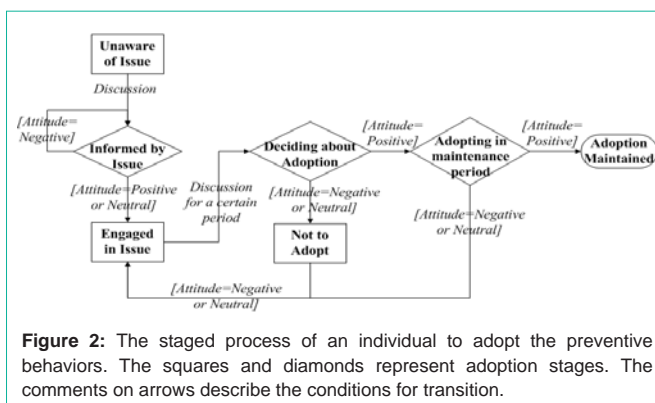 Unaware
of Issue
Discussion
[Attitude=
Negative]
Informed by
Issue
[Attitude=Positive
or Neutral]
Engaged
in Issue
Discussion
for a certain
period
Deciding about
Adoption
[Attitude=Negative
or Neutral]
Not to
Adopt
[Attitude=Negative
or Neutral]
[Attitude=
Positive]
Adopting in
maintenance
period
[Attitude=Negative
or Neutral]
[Attitude=
Positive]
Adoption
Maintained
Figure 2: The staged process of an individual to adopt the preventive
behaviors. The squares and diamonds represent adoption stages. The
comments on arrows describe the conditions for transition.